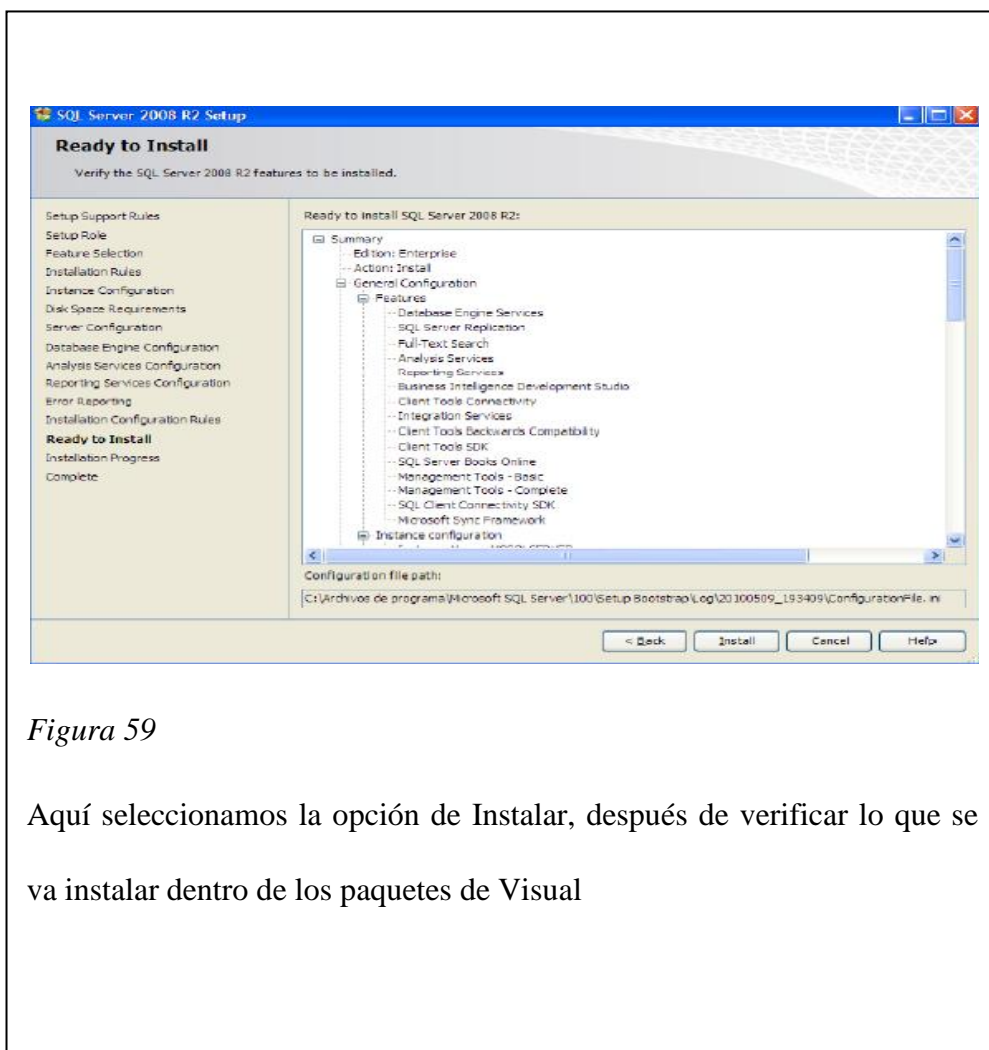 SQL Server 2008 R2 Setup
Ready to Install
Verify the SQL Server 2008 R2 features to be installed.
Setup Support Rules
Setup Role
Feature Selection
Installation Rules
Instance Configuration
Disk Space Requirements
Server Configuration
Database Engine Configuration
Analysis Services Configuration
Reporting Services Configuration
Error Reporting
Installation Configuration Rules
Ready to Install
Installation Progress
Complete
Ready to install SQL Server 2008 R2:
Summary
Edition: Enterprise
Action: Install
General Configuration
Features
Database Engine Services
SQL Server Replication
Full-Text Search
Analysis Services
Reporting Services
Business Intelligence Development Studio
Client Tools Connectivity
Integration Services
Client Tools Backwards Compatibility
Client Tools SDK
SQL Server Books Online
Management Tools - Basic
Management Tools - Complete
SQL Client Connectivity SDK
Microsoft Sync Framework
Instance configuration
Configuration file path:
C:\Archivos de programa\Microsoft SQL Server\100\Setup Bootstrap\Log\20100509_193409\ConfigurationFile.ini
< Back Install Cancel Help
Figura 59
Aquí seleccionamos la opción de Instalar, después de verificar lo que se
va instalar dentro de los paquetes de Visual